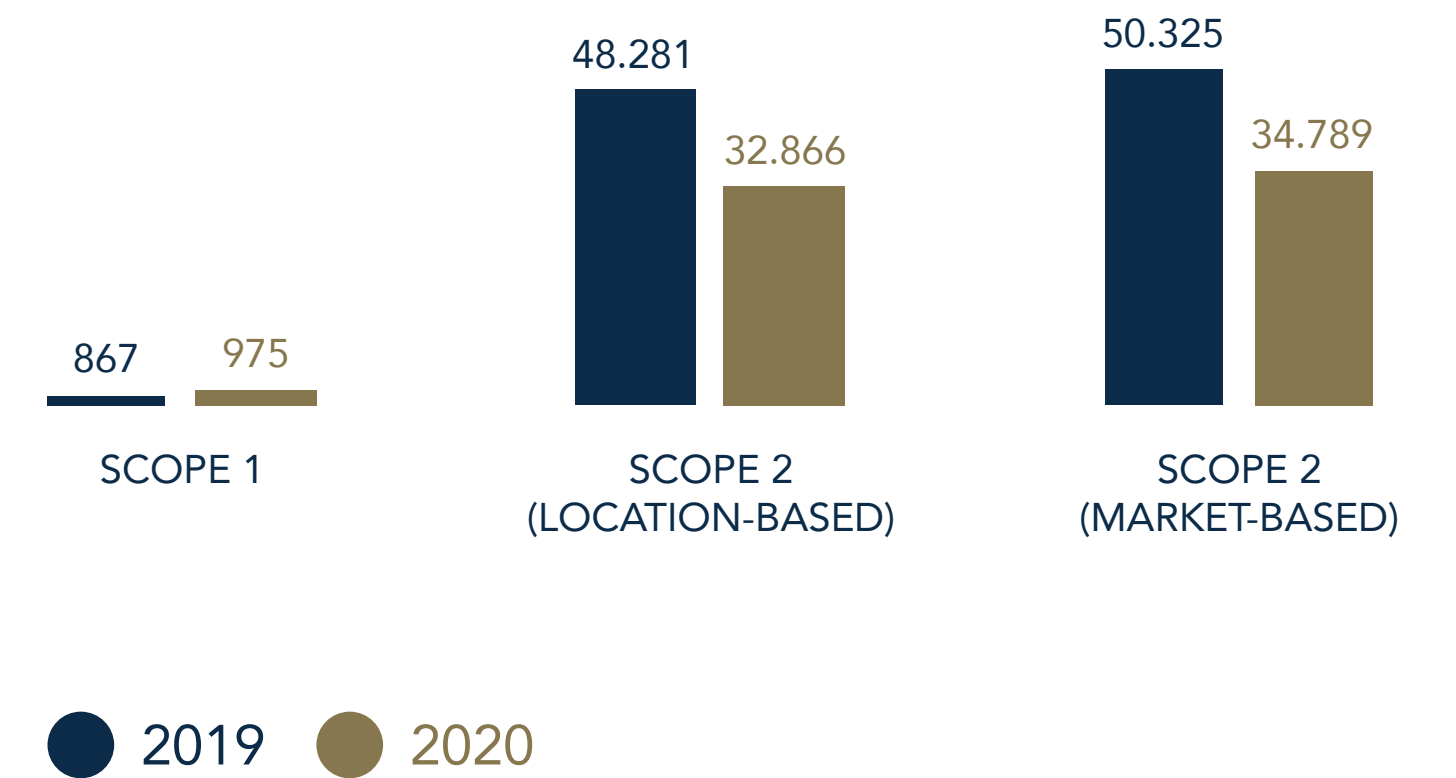 50.325
48.281
34.789
32.866
975
867
SCOPE 1
SCOPE 2
(LOCATION-BASED)
SCOPE 2
(MARKET-BASED)
2019
2020